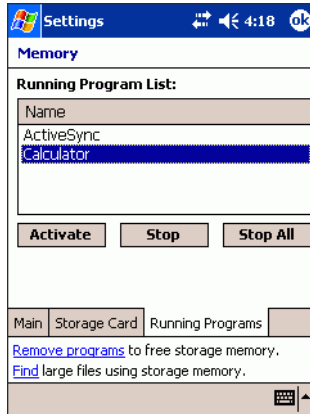 Settings 4:18 ok
Memory
Running Program List:
Name
ActiveSync
Calculator
Activate Stop Stop All
Main Storage Card Running Programs
Remove programs to free storage memory.
Find large files using storage memory.